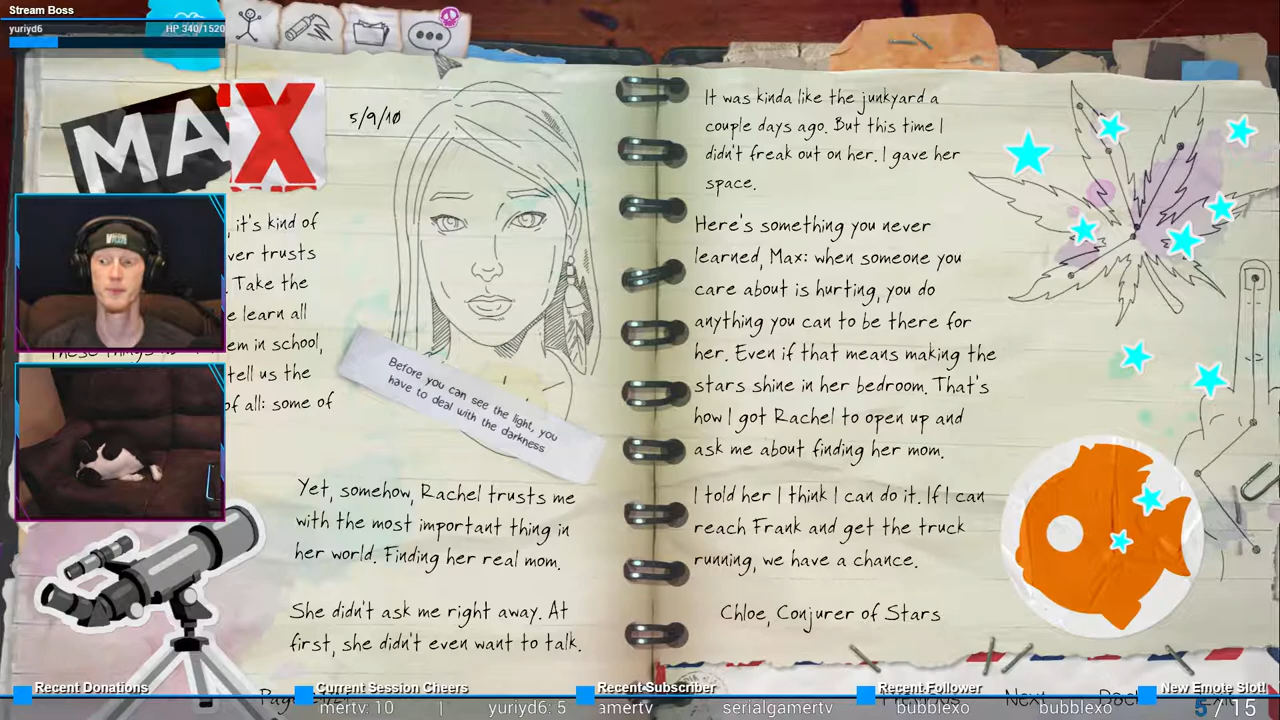 Stream Boss
yuriyd6
HP 340/1520
MAX
5/9/10
, it's kind of
ver trusts
. Take the
e learn all
These things
em in school,
tell us the
of all: some of
Before you can see the light, you
have to deal with the darkness
Yet, somehow, Rachel trusts me
with the most important thing in
her world. Finding her real mom.
She didn't ask me right away. At
first, she didn't even want to talk.
It was kinda like the junkyard a
couple days ago. But this time I
didn't freak out on her. I gave her
space.
Here's something you never
learned, Max: when someone you
care about is hurting, you do
anything you can to be there for
her. Even if that means making the
stars shine in her bedroom. That's
how I got Rachel to open up and
ask me about finding her mom.
I told her I think I can do it. If I can
reach Frank and get the truck
running, we have a chance.
Chloe, Conjurer of Stars
Recent Donations
Current Session Cheers
mertv: 10 | yuriyd6: 5
Recent Subscriber
amertv
serialgamertv
Recent Follower
bubblexo
bubblexo
New Emote Slot!
5 / 15